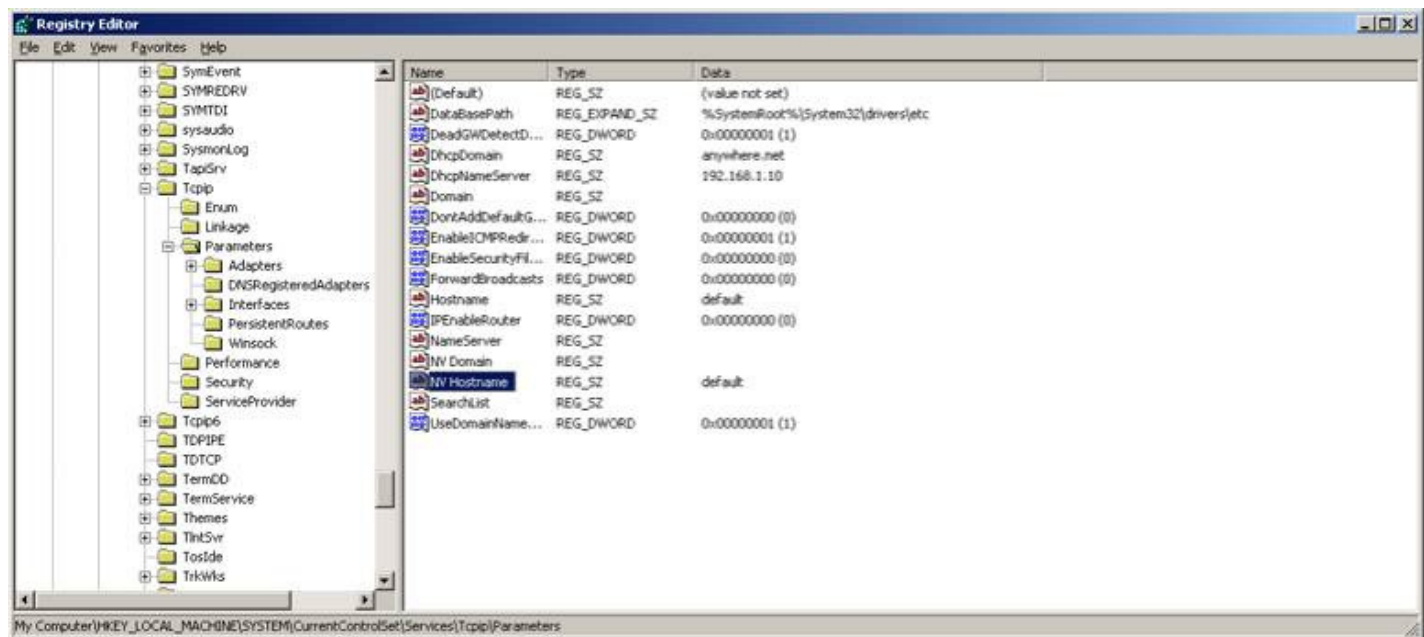 Registry Editor
File Edit View Favorites Help
SymEvent
SYMREDRV
SYMTDI
sysaudio
SysmonLog
TapiSrv
Tcpip
Enum
Linkage
Parameters
Adapters
DNSRegisteredAdapters
Interfaces
PersistentRoutes
Winsock
Performance
Security
ServiceProvider
Tcpip6
TDPIPE
TDTCP
TermDD
TermService
Themes
TlntSvr
TosIde
TrkWks
Name Type Data
(Default) REG_SZ (value not set)
DataBasePath REG_EXPAND_SZ %SystemRoot%\System32\drivers\etc
DeadGWDetectD... REG_DWORD 0x00000001 (1)
DhcpDomain REG_SZ anywhere.net
DhcpNameServer REG_SZ 192.168.1.10
Domain REG_SZ
DontAddDefaultG... REG_DWORD 0x00000000 (0)
EnableICMPRedir... REG_DWORD 0x00000001 (1)
EnableSecurityFil... REG_DWORD 0x00000000 (0)
ForwardBroadcasts REG_DWORD 0x00000000 (0)
Hostname REG_SZ default
IPEnableRouter REG_DWORD 0x00000000 (0)
NameServer REG_SZ
NV Domain REG_SZ
NV Hostname REG_SZ default
SearchList REG_SZ
UseDomainName... REG_DWORD 0x00000001 (1)
My Computer\HKEY_LOCAL_MACHINE\SYSTEM\CurrentControlSet\Services\Tcpip\Parameters